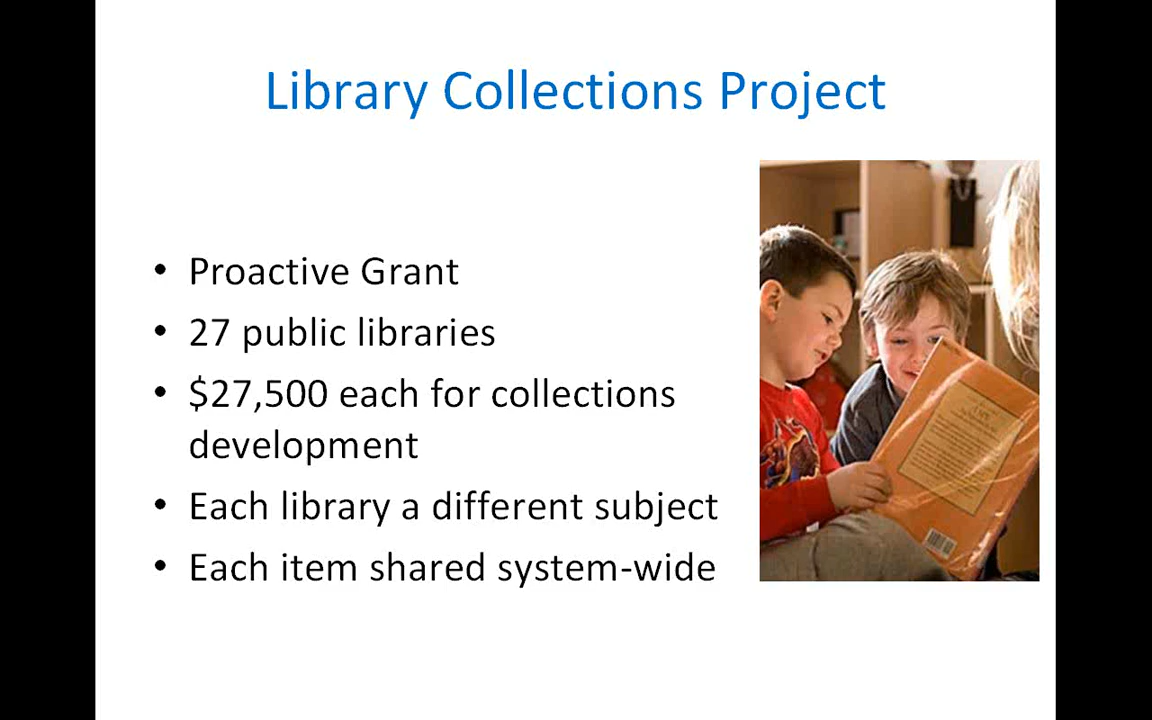 Library Collections Project
• Proactive Grant
• 27 public libraries
• $27,500 each for collections
development
• Each library a different subject
• Each item shared system-wide